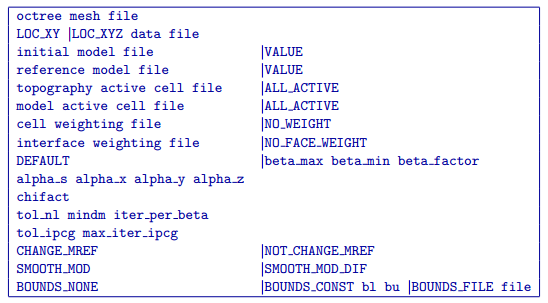 octree mesh file
LOC_XY |LOC_XYZ data file
initial model file |VALUE
reference model file |VALUE
topography active cell file |ALL_ACTIVE
model active cell file |ALL_ACTIVE
cell weighting file |NO_WEIGHT
interface weighting file |NO_FACE_WEIGHT
DEFAULT |beta_max beta_min beta_factor
alpha_s alpha_x alpha_y alpha_z
chifact
tol_nl mindm iter_per_beta
tol_ipcg max_iter_ipcg
CHANGE_MREF |NOT_CHANGE_MREF
SMOOTH_MOD |SMOOTH_MOD_DIF
BOUNDS_NONE |BOUNDS_CONST bl bu |BOUNDS_FILE file